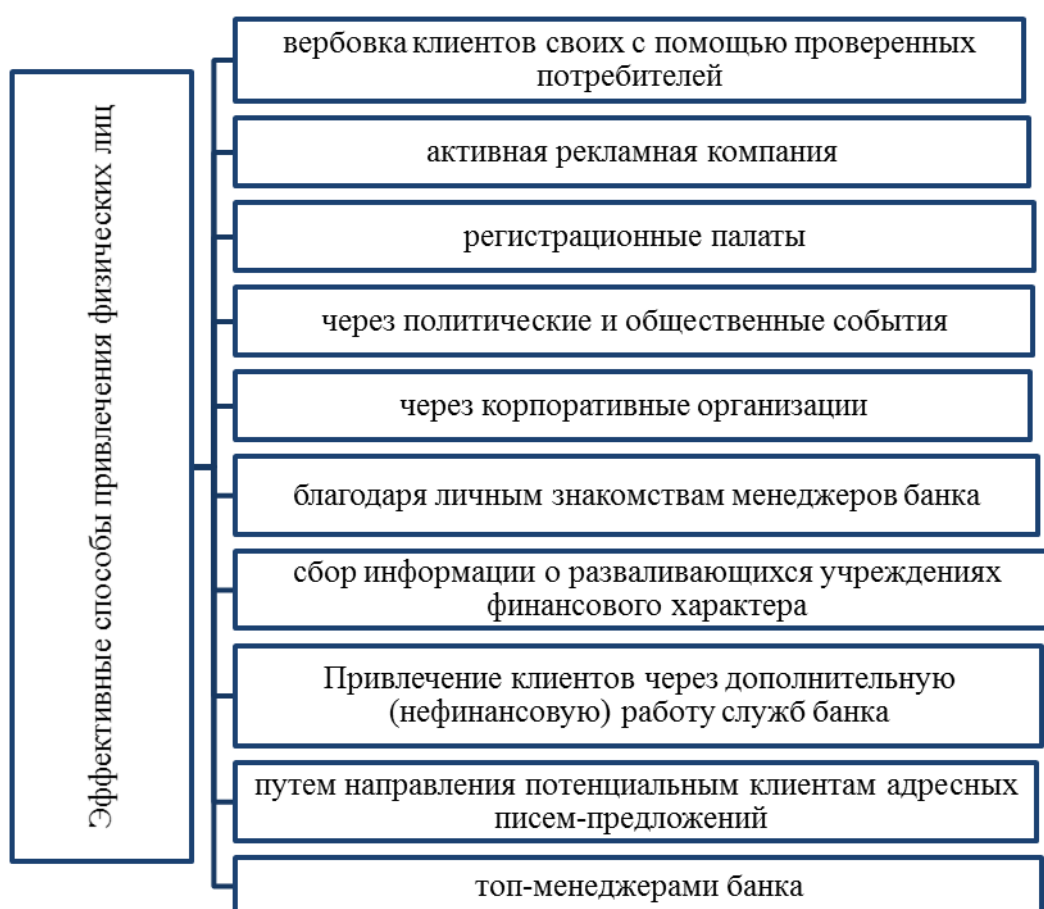 Эффективные способы привлечения физических лиц
вербовка клиентов своих с помощью проверенных
потребителей
активная рекламная компания
регистрационные палаты
через политические и общественные события
через корпоративные организации
благодаря личным знакомствам менеджеров банка
сбор информации о разваливающихся учреждениях
финансового характера
Привлечение клиентов через дополнительную
(нефинансовую) работу служб банка
путем направления потенциальным клиентам адресных
писем-предложений
топ-менеджерами банка